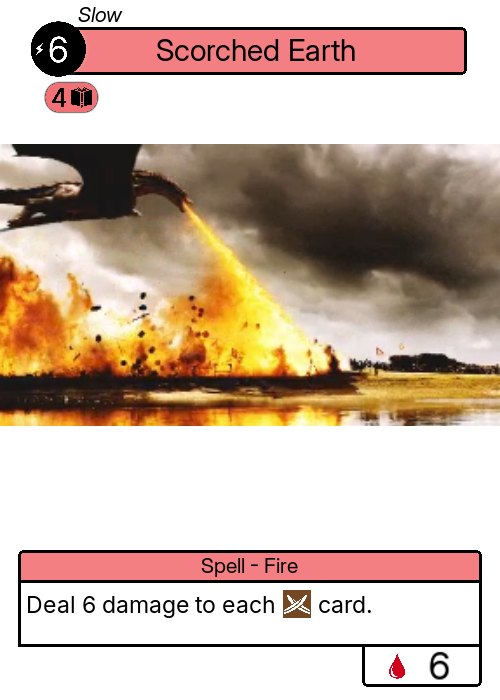 Slow
6
Scorched Earth
4
Spell - Fire
Deal 6 damage to each card.
6